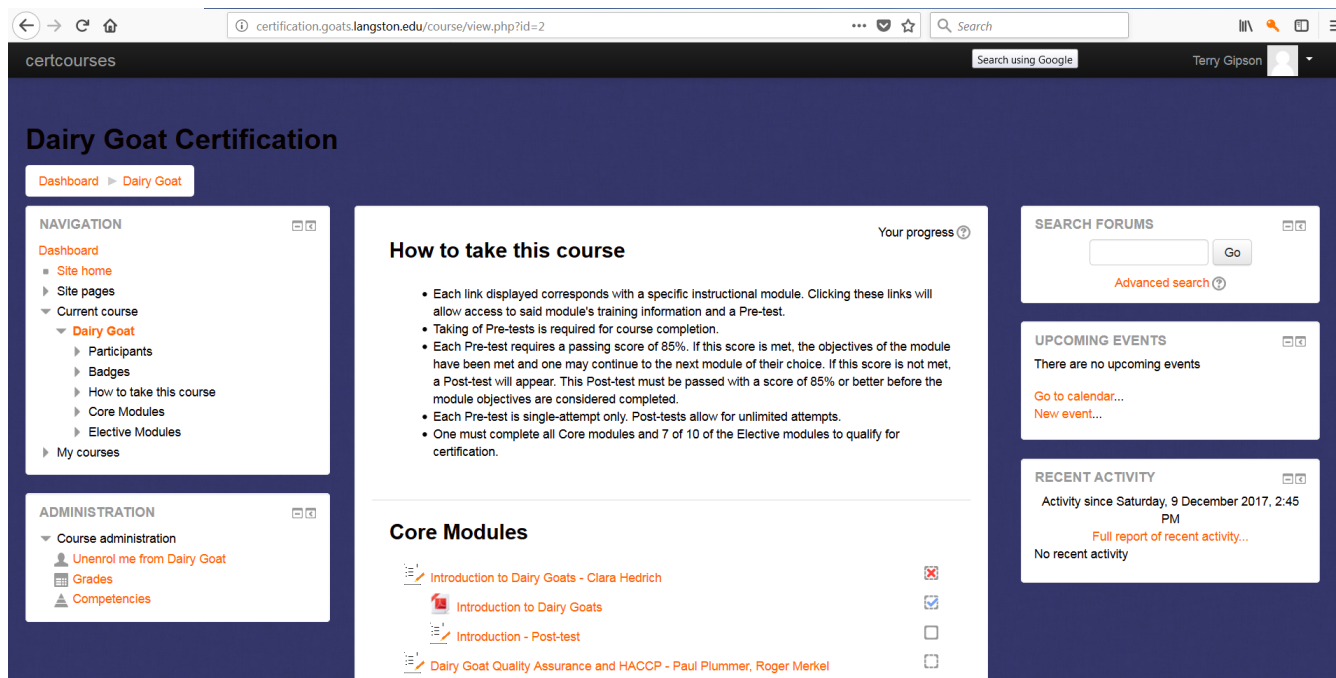 certification.goats.langston.edu/course/view.php?id=2
Search
certcourses
Search using Google
Terry Gipson
Dairy Goat Certification
Dashboard ▶ Dairy Goat
NAVIGATION
Dashboard
Site home
Site pages
Current course
Dairy Goat
Participants
Badges
How to take this course
Core Modules
Elective Modules
My courses
ADMINISTRATION
Course administration
Unenrol me from Dairy Goat
Grades
Competencies
Your progress
How to take this course
• Each link displayed corresponds with a specific instructional module. Clicking these links will
allow access to said module's training information and a Pre-test.
• Taking of Pre-tests is required for course completion.
• Each Pre-test requires a passing score of 85%. If this score is met, the objectives of the module
have been met and one may continue to the next module of their choice. If this score is not met,
a Post-test will appear. This Post-test must be passed with a score of 85% or better before the
module objectives are considered completed.
• Each Pre-test is single-attempt only. Post-tests allow for unlimited attempts.
• One must complete all Core modules and 7 of 10 of the Elective modules to qualify for
certification.
Core Modules
Introduction to Dairy Goats - Clara Hedrich
Introduction to Dairy Goats
Introduction - Post-test
Dairy Goat Quality Assurance and HACCP - Paul Plummer, Roger Merkel
SEARCH FORUMS
Go
Advanced search
UPCOMING EVENTS
There are no upcoming events
Go to calendar...
New event...
RECENT ACTIVITY
Activity since Saturday, 9 December 2017, 2:45
PM
Full report of recent activity...
No recent activity